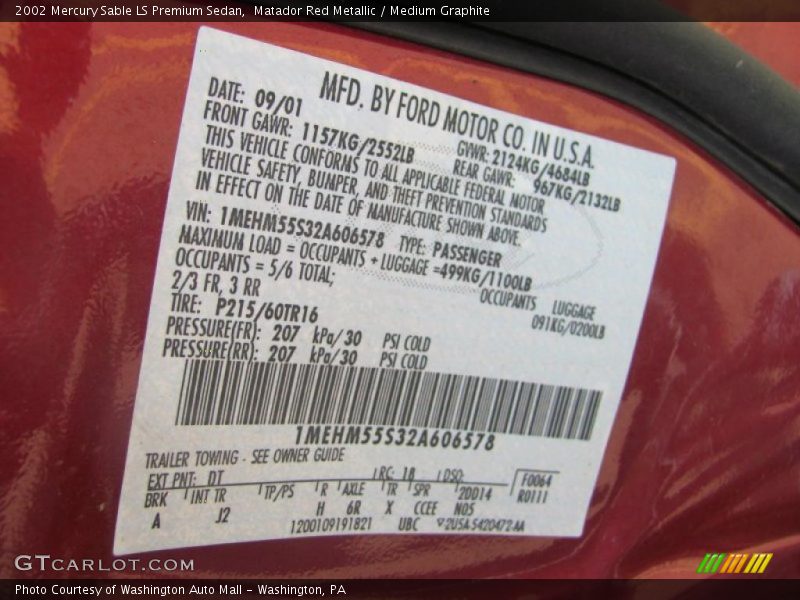 2002 Mercury Sable LS Premium Sedan, Matador Red Metallic / Medium Graphite
MFD. BY FORD MOTOR CO. IN U.S.A.
DATE: 09/01 GVWR: 2124KG/4684LB
FRONT GAWR: 1157KG/2552LB REAR GAWR: 967KG/2132LB
THIS VEHICLE CONFORMS TO ALL APPLICABLE FEDERAL MOTOR
VEHICLE SAFETY, BUMPER, AND THEFT PREVENTION STANDARDS
IN EFFECT ON THE DATE OF MANUFACTURE SHOWN ABOVE.
VIN: 1MEHM55S32A606578 TYPE: PASSENGER
MAXIMUM LOAD = OCCUPANTS + LUGGAGE =499KG/1100LB
OCCUPANTS = 5/6 TOTAL; OCCUPANTS LUGGAGE
2/3 FR, 3 RR 091KG/0200LB
TIRE: P215/60TR16
PRESSURE(FR): 207 kPa/30 PSI COLD
PRESSURE(RR): 207 kPa/30 PSI COLD
1MEHM55S32A606578
TRAILER TOWING - SEE OWNER GUIDE
EXT PNT: DT RC: 18 DSO: F0064
BRK INT TR TP/PS R AXLE TR SPR 20014 R0111
A J2 H 6R X CCEE N05
1200109191821 UBC 2U5A-5420472-AA
GTCARLOT.COM
Photo Courtesy of Washington Auto Mall - Washington, PA